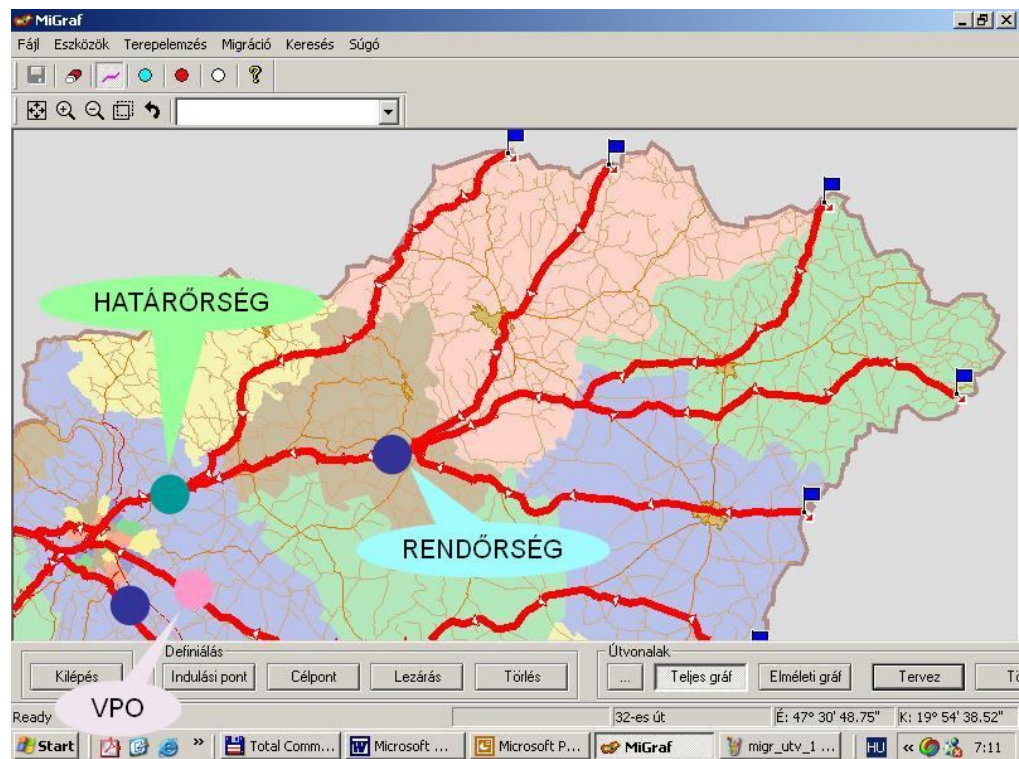 MiGraf
Fájl Eszközök Terepelemzés Migráció Keresés Súgó
HATÁRŐRSÉG
RENDŐRSÉG
VPO
Definiálás
Útvonalak
Kilépés Indulási pont Célpont Lezárás Törlés ... Teljes gráf Elméleti gráf Tervez
Ready 32-es út É: 47° 30' 48.75" K: 19° 54' 38.52"
Start » Total Comm... Microsoft ... Microsoft P... MiGraf migr_utv_1 ... HU « 7:11